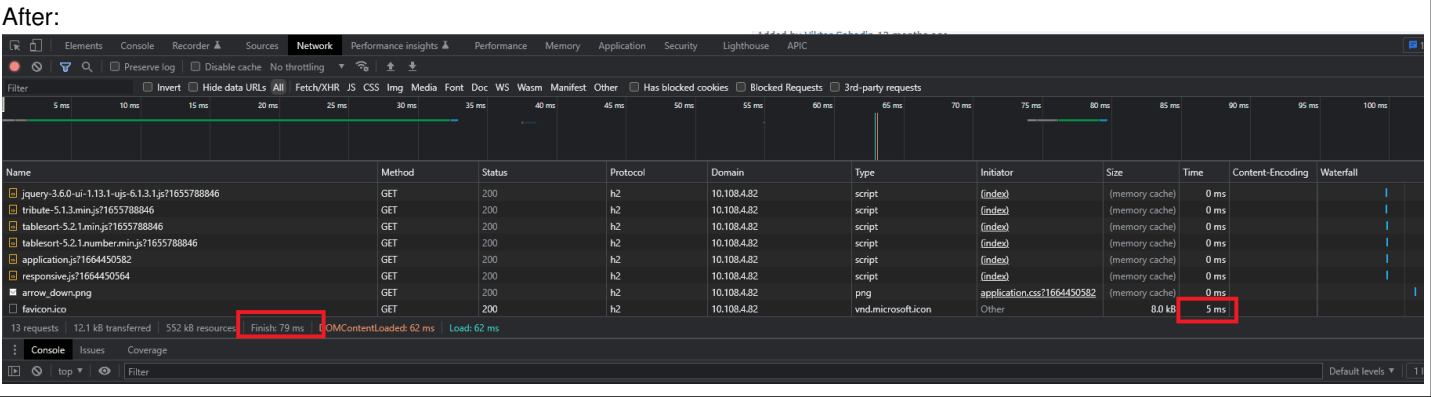 After:
Elements Console Recorder Sources Network Performance insights Performance Memory Application Security Lighthouse APIC
Preserve log Disable cache No throttling
Filter Invert Hide data URLs All Fetch/XHR JS CSS Img Media Font Doc WS Wasm Manifest Other Has blocked cookies Blocked Requests 3rd-party requests
5 ms 10 ms 15 ms 20 ms 25 ms 30 ms 35 ms 40 ms 45 ms 50 ms 55 ms 60 ms 65 ms 70 ms 75 ms 80 ms 85 ms 90 ms 95 ms 100 ms
Name Method Status Protocol Domain Type Initiator Size Time Content-Encoding Waterfall
jquery-3.6.0-ui-1.13.1-ujs-6.1.3.1.js?1655788846 GET 200 h2 10.108.4.82 script (index) (memory cache) 0 ms
tribute-5.1.3.min.js?1655788846 GET 200 h2 10.108.4.82 script (index) (memory cache) 0 ms
tablesort-5.2.1.min.js?1655788846 GET 200 h2 10.108.4.82 script (index) (memory cache) 0 ms
tablesort-5.2.1.number.min.js?1655788846 GET 200 h2 10.108.4.82 script (index) (memory cache) 0 ms
application.js?1664450582 GET 200 h2 10.108.4.82 script (index) (memory cache) 0 ms
responsive.js?1664450564 GET 200 h2 10.108.4.82 script (index) (memory cache) 0 ms
arrow_down.png GET 200 h2 10.108.4.82 png application.css?1664450582 (memory cache) 0 ms
favicon.ico GET 200 h2 10.108.4.82 vnd.microsoft.icon Other 8.0 kB 5 ms
13 requests 12.1 kB transferred 552 kB resources Finish: 79 ms DOMContentLoaded: 62 ms Load: 62 ms
Console Issues Coverage
top Filter Default levels